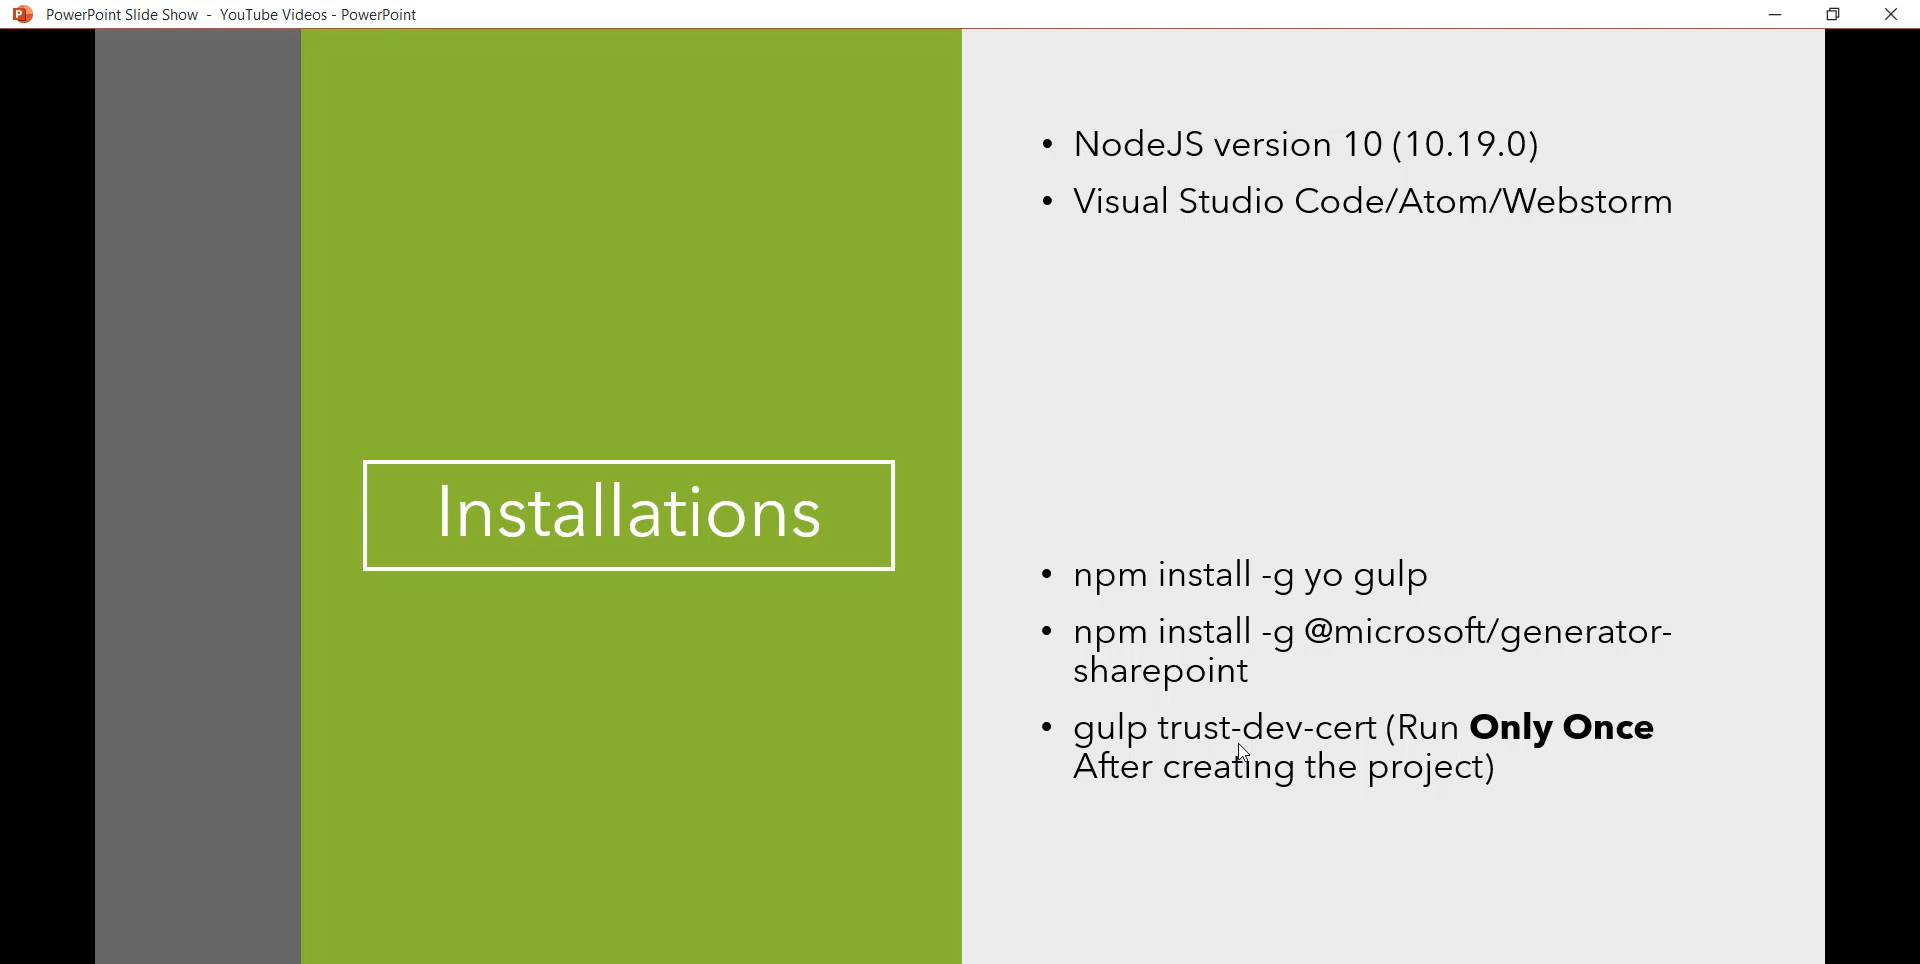 PowerPoint Slide Show - YouTube Videos - PowerPoint
Installations
• NodeJS version 10 (10.19.0)
• Visual Studio Code/Atom/Webstorm
• npm install -g yo gulp
• npm install -g @microsoft/generator-
sharepoint
• gulp trust-dev-cert (Run Only Once
After creating the project)